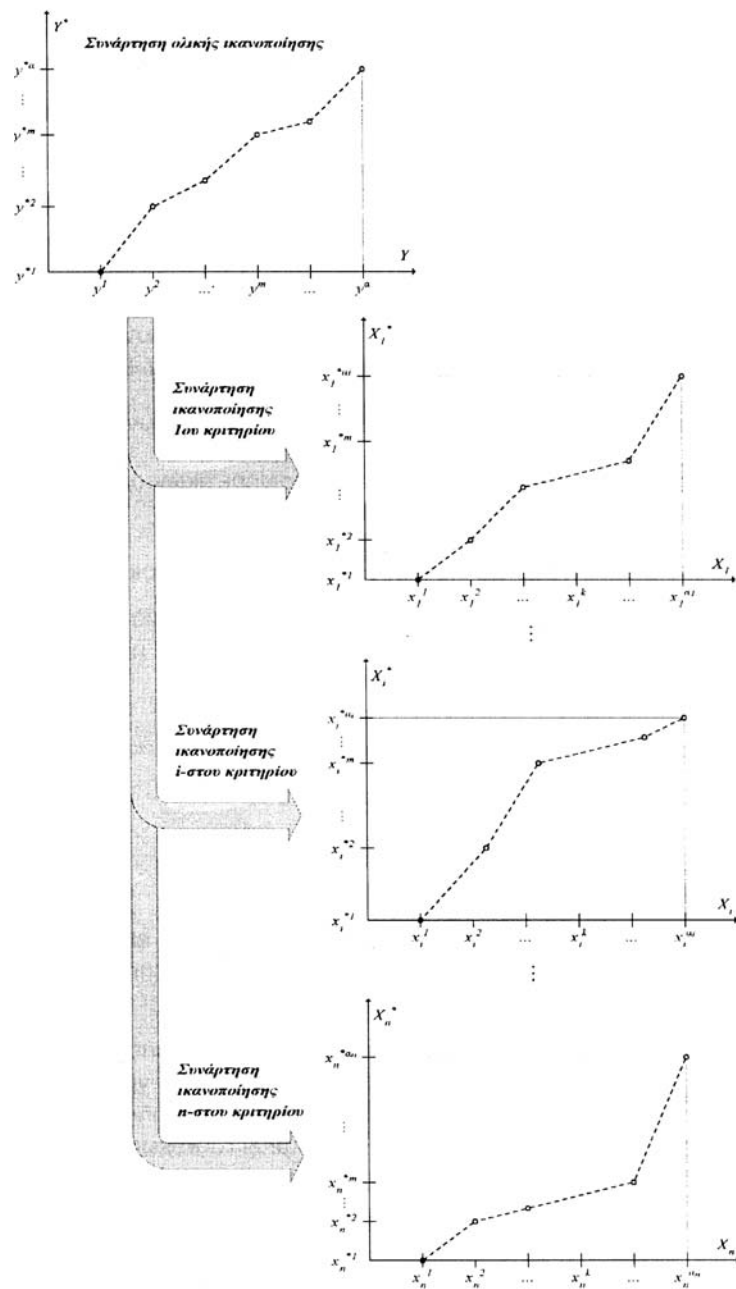 Y*
Συνάρτηση ολικής ικανοποίησης
y*α
...
y*m
...
y*2
y*1
y1 y2 ... ym ... yα
Y
X1*
Συνάρτηση
ικανοποίησης
1ου κριτηρίου
x1*α1
...
x1*m
...
x1*2
x1*1
X1
x11 x12 ... x1k ... x1α1
...
Xi*
Συνάρτηση
ικανοποίησης
i-στου κριτηρίου
xi*αi
...
xi*m
...
xi*2
xi*1
Xi
xi1 xi2 ... xik ... xiαi
...
Xn*
Συνάρτηση
ικανοποίησης
n-στου κριτηρίου
xn*αn
...
xn*m
...
xn*2
xn*1
Xn
xn1 xn2 ... xnk ... xnαn